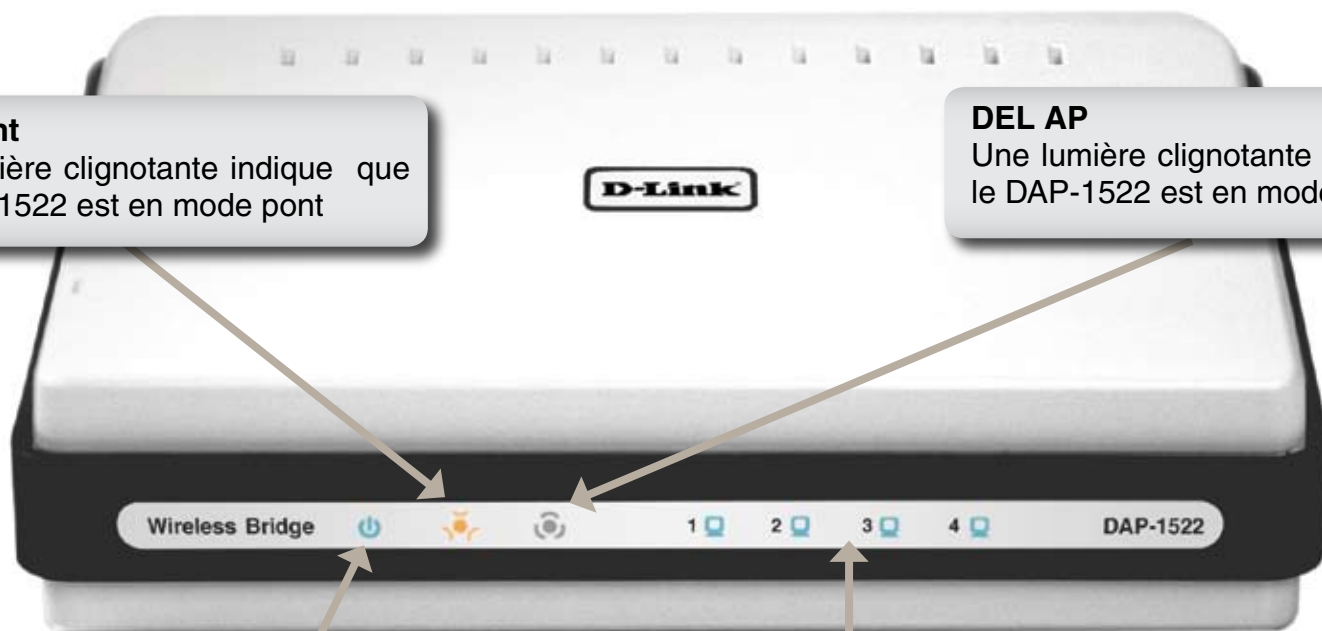 nt
ière clignotante indique que
1522 est en mode pont
DEL AP
Une lumière clignotante
le DAP-1522 est en mode
D-Link
Wireless Bridge 1 2 3 4 DAP-1522